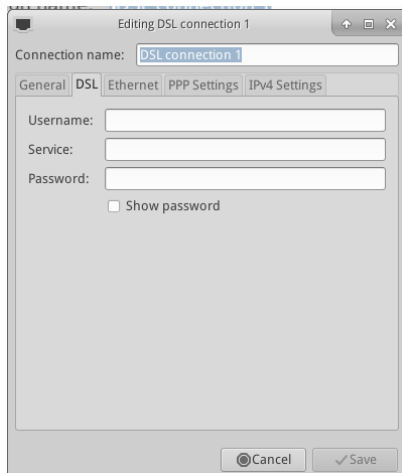 Editing DSL connection 1
Connection name: DSL connection 1
General DSL Ethernet PPP Settings IPv4 Settings
Username:
Service:
Password:
Show password
Cancel Save